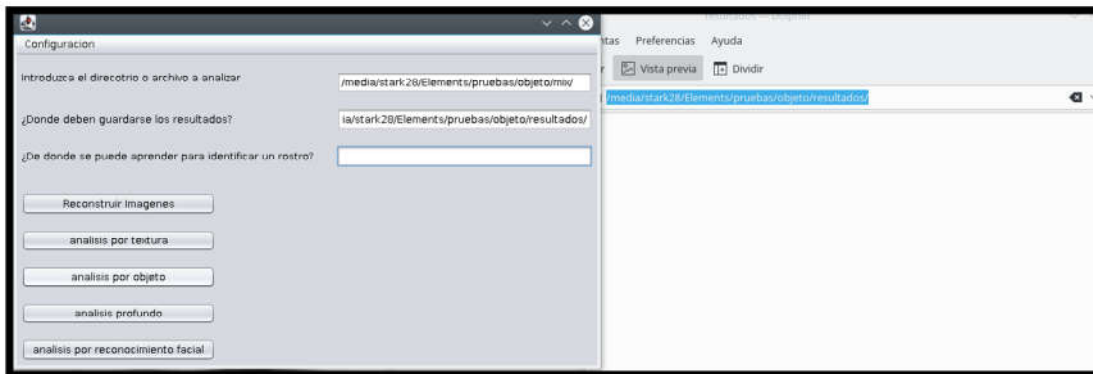 Configuracion
Introduzca el direcotrio o archivo a analizar
/media/stark28/Elements/pruebas/objeto/mix/
¿Donde deben guardarse los resultados?
ia/stark28/Elements/pruebas/objeto/resultados/
¿De donde se puede aprender para identificar un rostro?
Reconstruir Imagenes
analisis por textura
analisis por objeto
analisis profundo
analisis por reconocimiento facial
tas Preferencias Ayuda
r Vista previa Dividir
/media/stark28/Elements/pruebas/objeto/resultados/